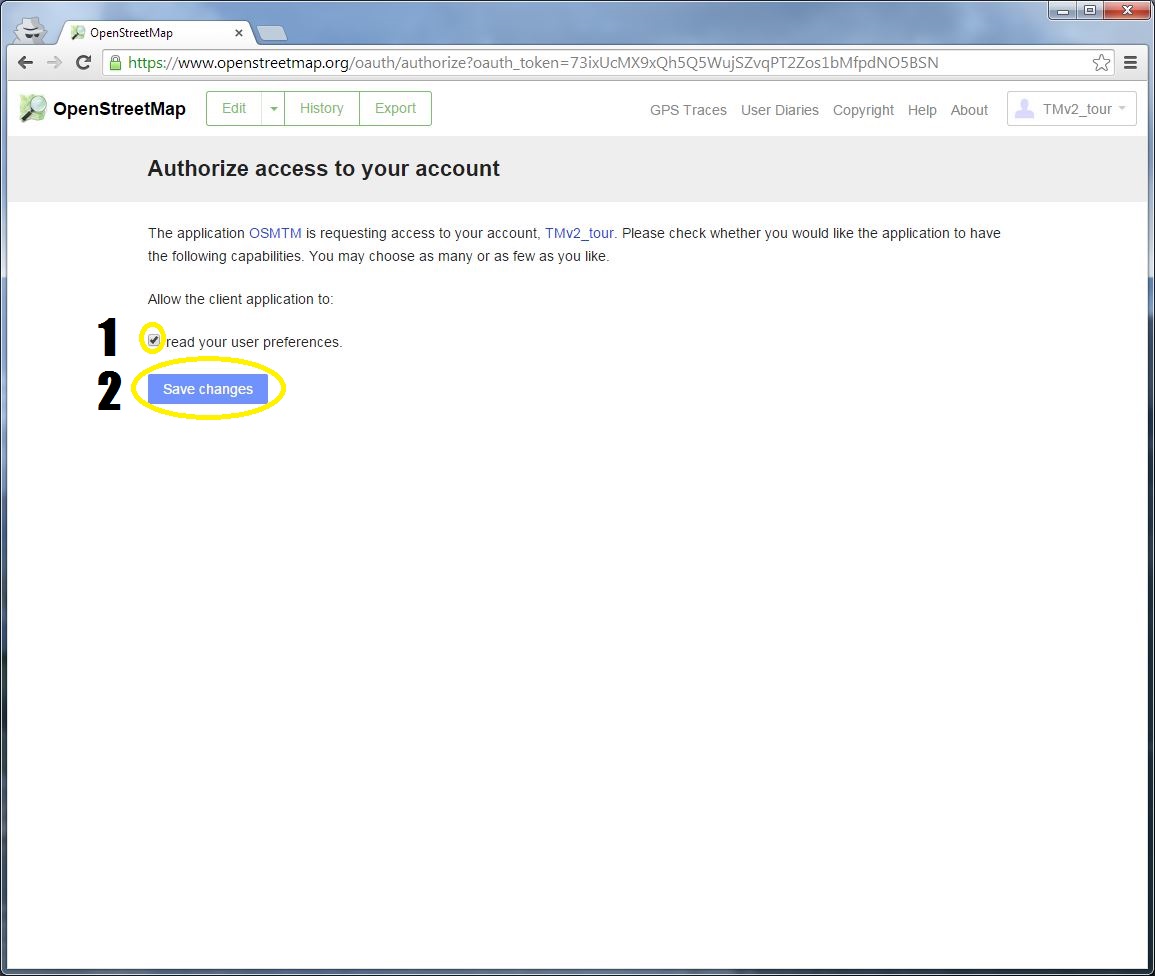 OpenStreetMap
https://www.openstreetmap.org/oauth/authorize?oauth_token=73ixUcMX9xQh5Q5WujSZvqPT2Zos1bMfpdNO5BSN
OpenStreetMap Edit History Export GPS Traces User Diaries Copyright Help About TMv2_tour
Authorize access to your account
The application OSMTM is requesting access to your account, TMv2_tour. Please check whether you would like the application to have
the following capabilities. You may choose as many or as few as you like.
Allow the client application to:
1 read your user preferences.
2 Save changes